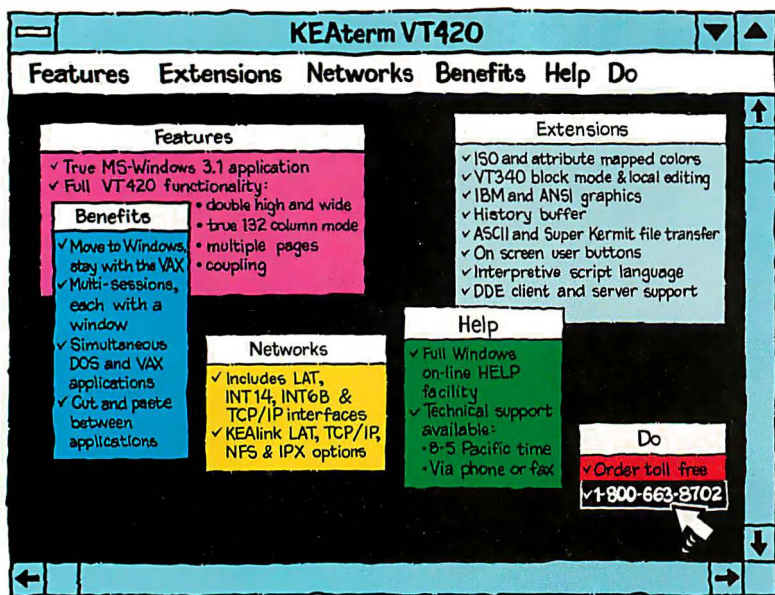 KEAterm VT420
Features Extensions Networks Benefits Help Do
Features
✓ True MS-Windows 3.1 application
✓ Full VT420 functionality:
• double high and wide
• true 132 column mode
• multiple pages
• coupling
Extensions
✓ ISO and attribute mapped colors
✓ VT340 block mode & local editing
✓ IBM and ANSI graphics
✓ History buffer
✓ ASCII and Super Kermit file transfer
✓ On screen user buttons
✓ Interpretive script language
✓ DDE client and server support
Benefits
✓ Move to Windows,
stay with the VAX
✓ Multi-sessions,
each with a
window
✓ Simultaneous
DOS and VAX
applications
✓ Cut and paste
between
applications
Networks
✓ Includes LAT,
INT14, INT6B &
TCP/IP interfaces
✓ KEAlink LAT, TCP/IP,
NFS & IPX options
Help
✓ Full Windows
on-line HELP
facility
✓ Technical support
available:
•8-5 Pacific time
•Via phone or fax
Do
✓ Order toll free
✓ 1-800-663-8702